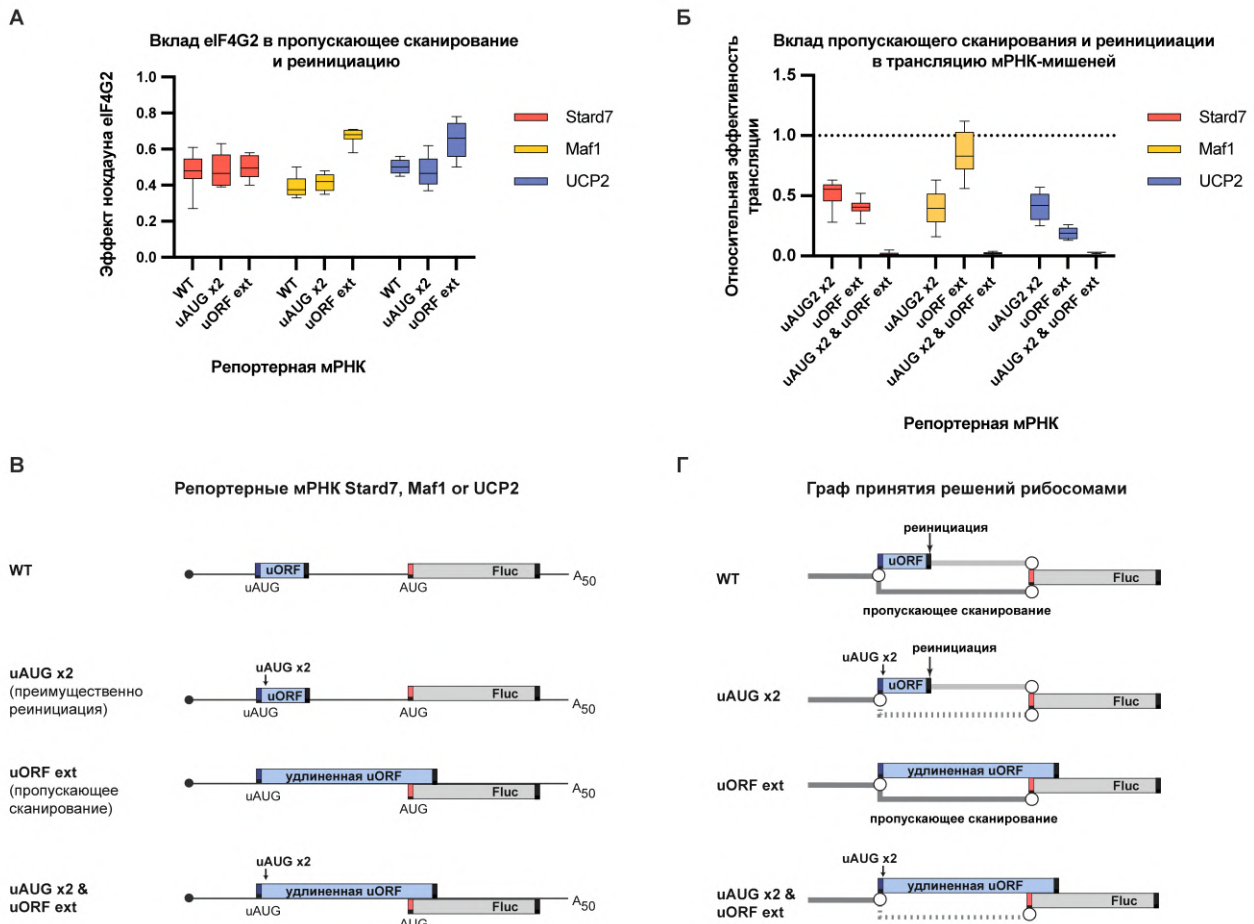 А
Вклад eIF4G2 в пропускающее сканирование
и реинициацию
Эффект нокдауна eIF4G2
1.0
0.8
0.6
0.4
0.2
0.0
Stard7
Maf1
UCP2
WT
uAUG x2
uORF ext
WT
uAUG x2
uORF ext
uAUG x2
uORF ext
Репортерная мРНК
Б
Вклад пропускающего сканирования и реиницииации
в трансляцию мРНК-мишеней
Относительная эффективность
трансляции
1.5
1.0
0.5
0.0
Stard7
Maf1
UCP2
uAUG2 x2
uORF ext
uAUG x2 & uORF ext
uAUG2 x2
uORF ext
uAUG x2 & uORF ext
uAUG2 x2
uORF ext
uAUG x2 & uORF ext
Репортерная мРНК
В
Репортерные мРНК Stard7, Maf1 or UCP2
WT
uORF
Fluc
uAUG
AUG
A50
uAUG x2
(преимущественно
реинициация)
uAUG x2
uORF
Fluc
uAUG
AUG
A50
uORF ext
(пропускающее
сканирование)
удлиненная uORF
Fluc
uAUG
AUG
A50
uAUG x2 &
uORF ext
uAUG x2
удлиненная uORF
Fluc
uAUG
AUG
A50
Г
Граф принятия решений рибосомами
WT
реинициация
uORF
Fluc
пропускающее сканирование
uAUG x2
uAUG x2
реинициация
uORF
Fluc
uORF ext
удлиненная uORF
Fluc
пропускающее сканирование
uAUG x2 &
uORF ext
uAUG x2
удлиненная uORF
Fluc